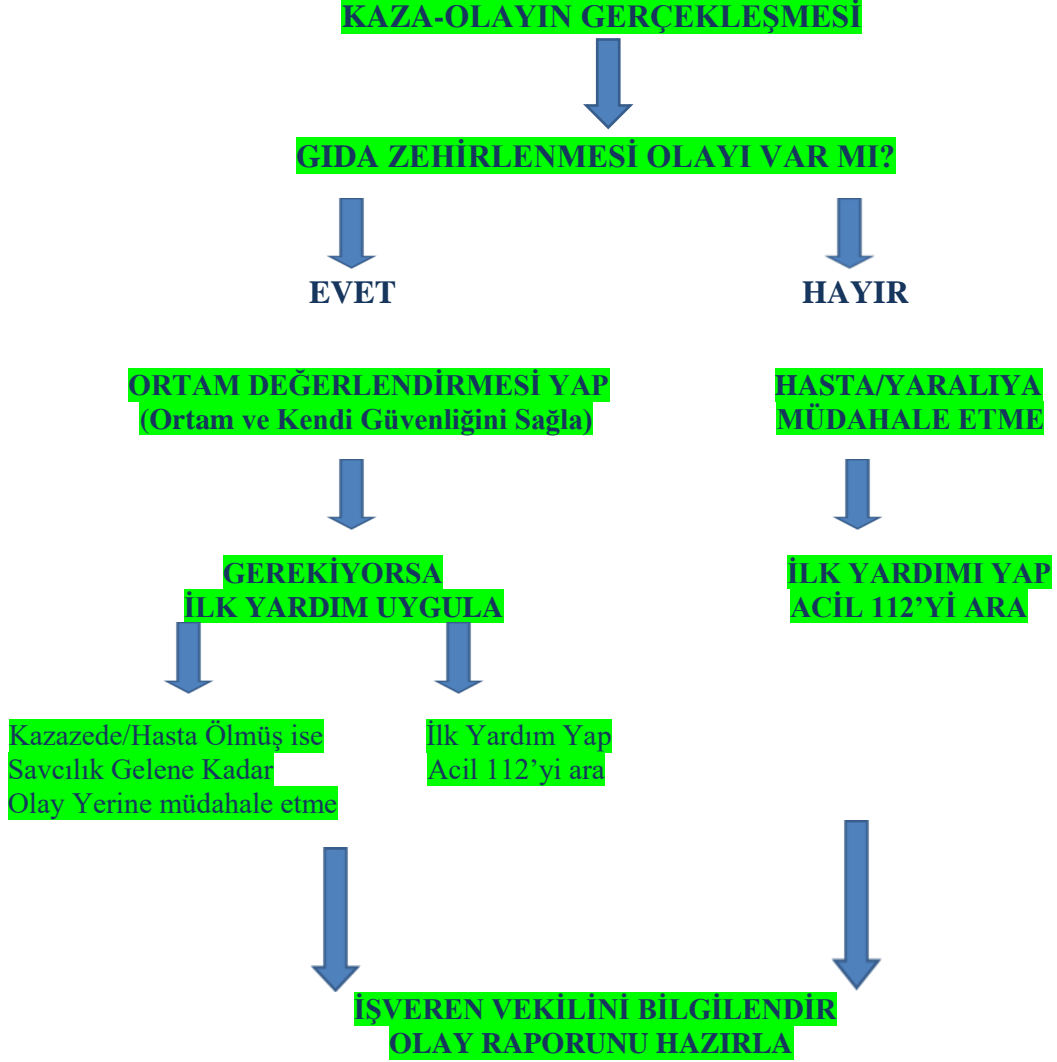 KAZA-OLAYIN GERÇEKLEŞMESİ
GIDA ZEHİRLENMESİ OLAYI VAR MI?
EVET
HAYIR
ORTAM DEĞERLENDİRMESİ YAP
(Ortam ve Kendi Güvenliğini Sağla)
HASTA/YARALIYA
MÜDAHALE ETME
GEREKİYORSA
İLK YARDIM UYGULA
İLK YARDIMI YAP
ACİL 112’Yİ ARA
Kazazede/Hasta Ölmüş ise
Savcılık Gelene Kadar
Olay Yerine müdahale etme
İlk Yardım Yap
Acil 112’yi ara
İŞVEREN VEKİLİNİ BİLGİLENDİR
OLAY RAPORUNU HAZIRLA